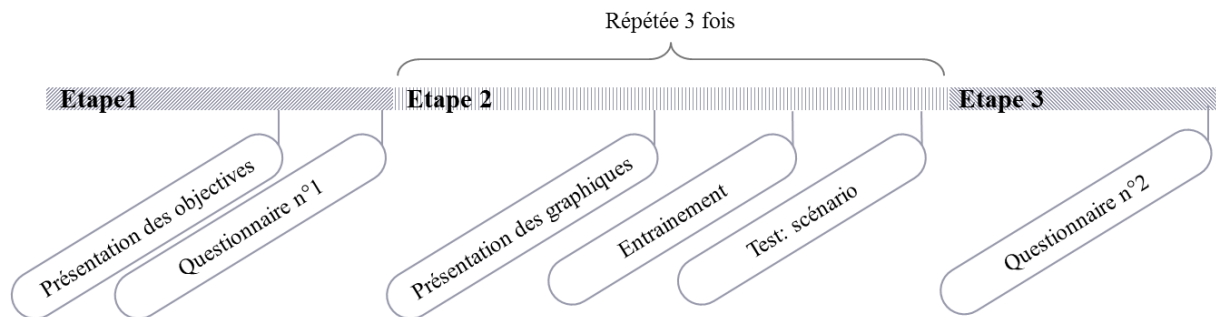 Répétée 3 fois
Etape1
Etape 2
Etape 3
Présentation des objectives
Questionnaire n°1
Présentation des graphiques
Entrainement
Test: scénario
Questionnaire n°2